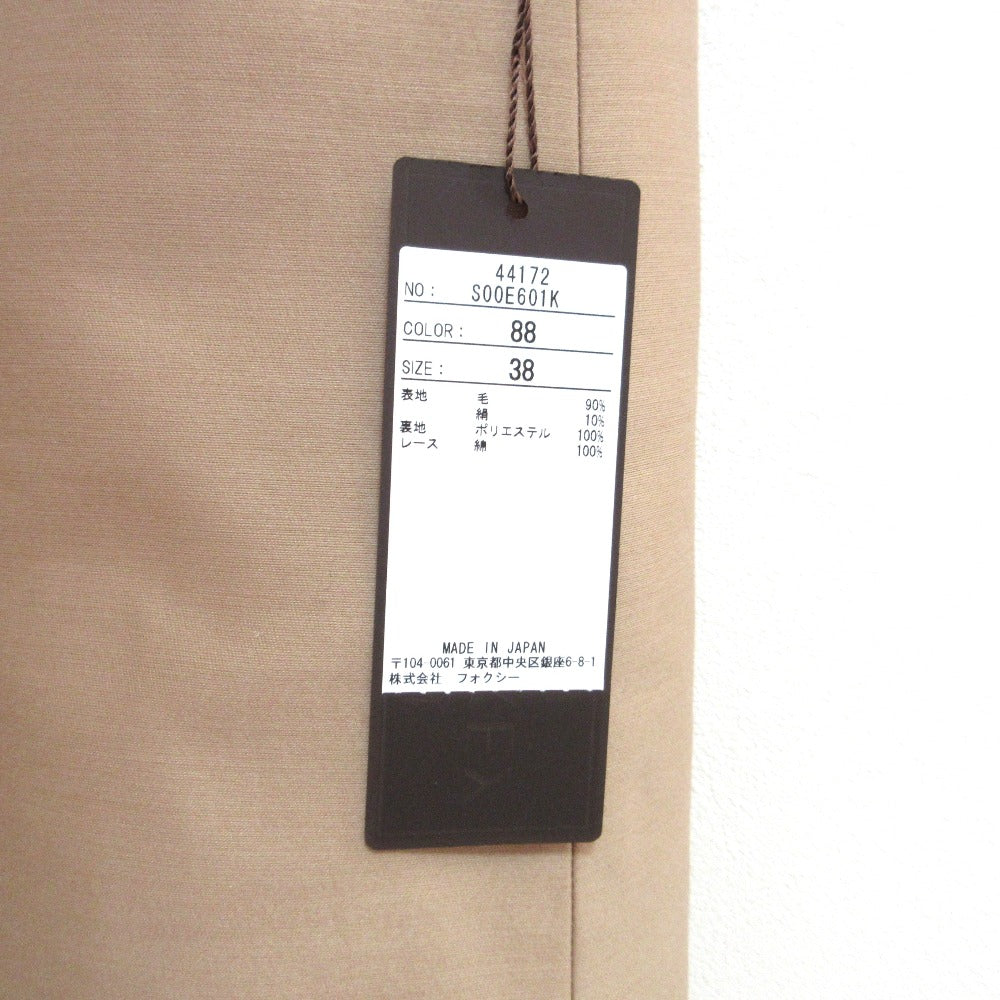 44172
NO: S00E601K
COLOR: 88
SIZE: 38
表地 毛 90%
絹 10%
裏地 ポリエステル 100%
レース 綿 100%
MADE IN JAPAN
〒104-0061 東京都中央区銀座6-8-1
株式会社 フォクシー